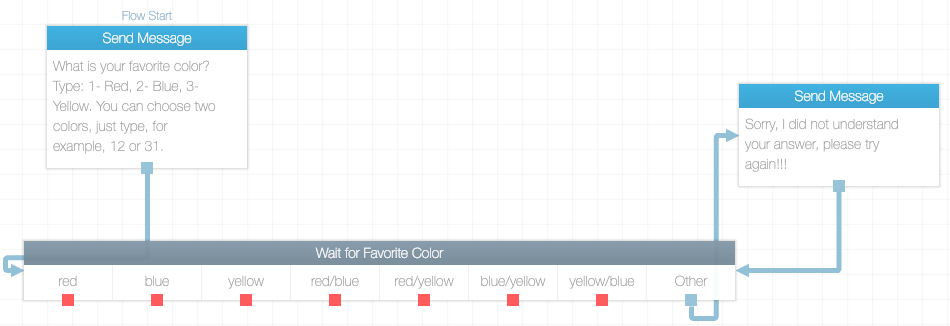 Flow Start
Send Message
What is your favorite color?
Type: 1- Red, 2- Blue, 3-
Yellow. You can choose two
colors, just type, for
example, 12 or 31.
Send Message
Sorry, I did not understand
your answer, please try
again!!!
Wait for Favorite Color
red blue yellow red/blue red/yellow blue/yellow yellow/blue Other